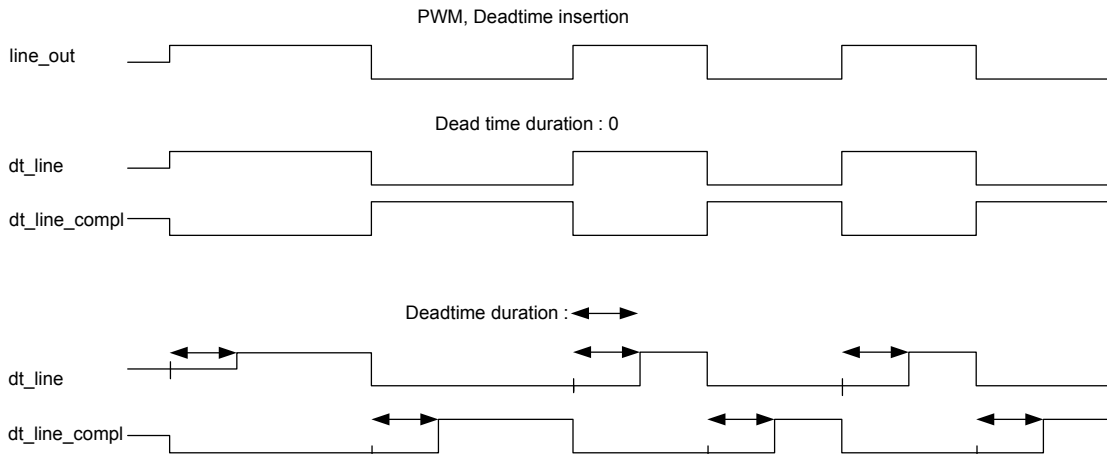 PWM, Deadtime insertion
line_out
Dead time duration : 0
dt_line
dt_line_compl
Deadtime duration :
dt_line
dt_line_compl